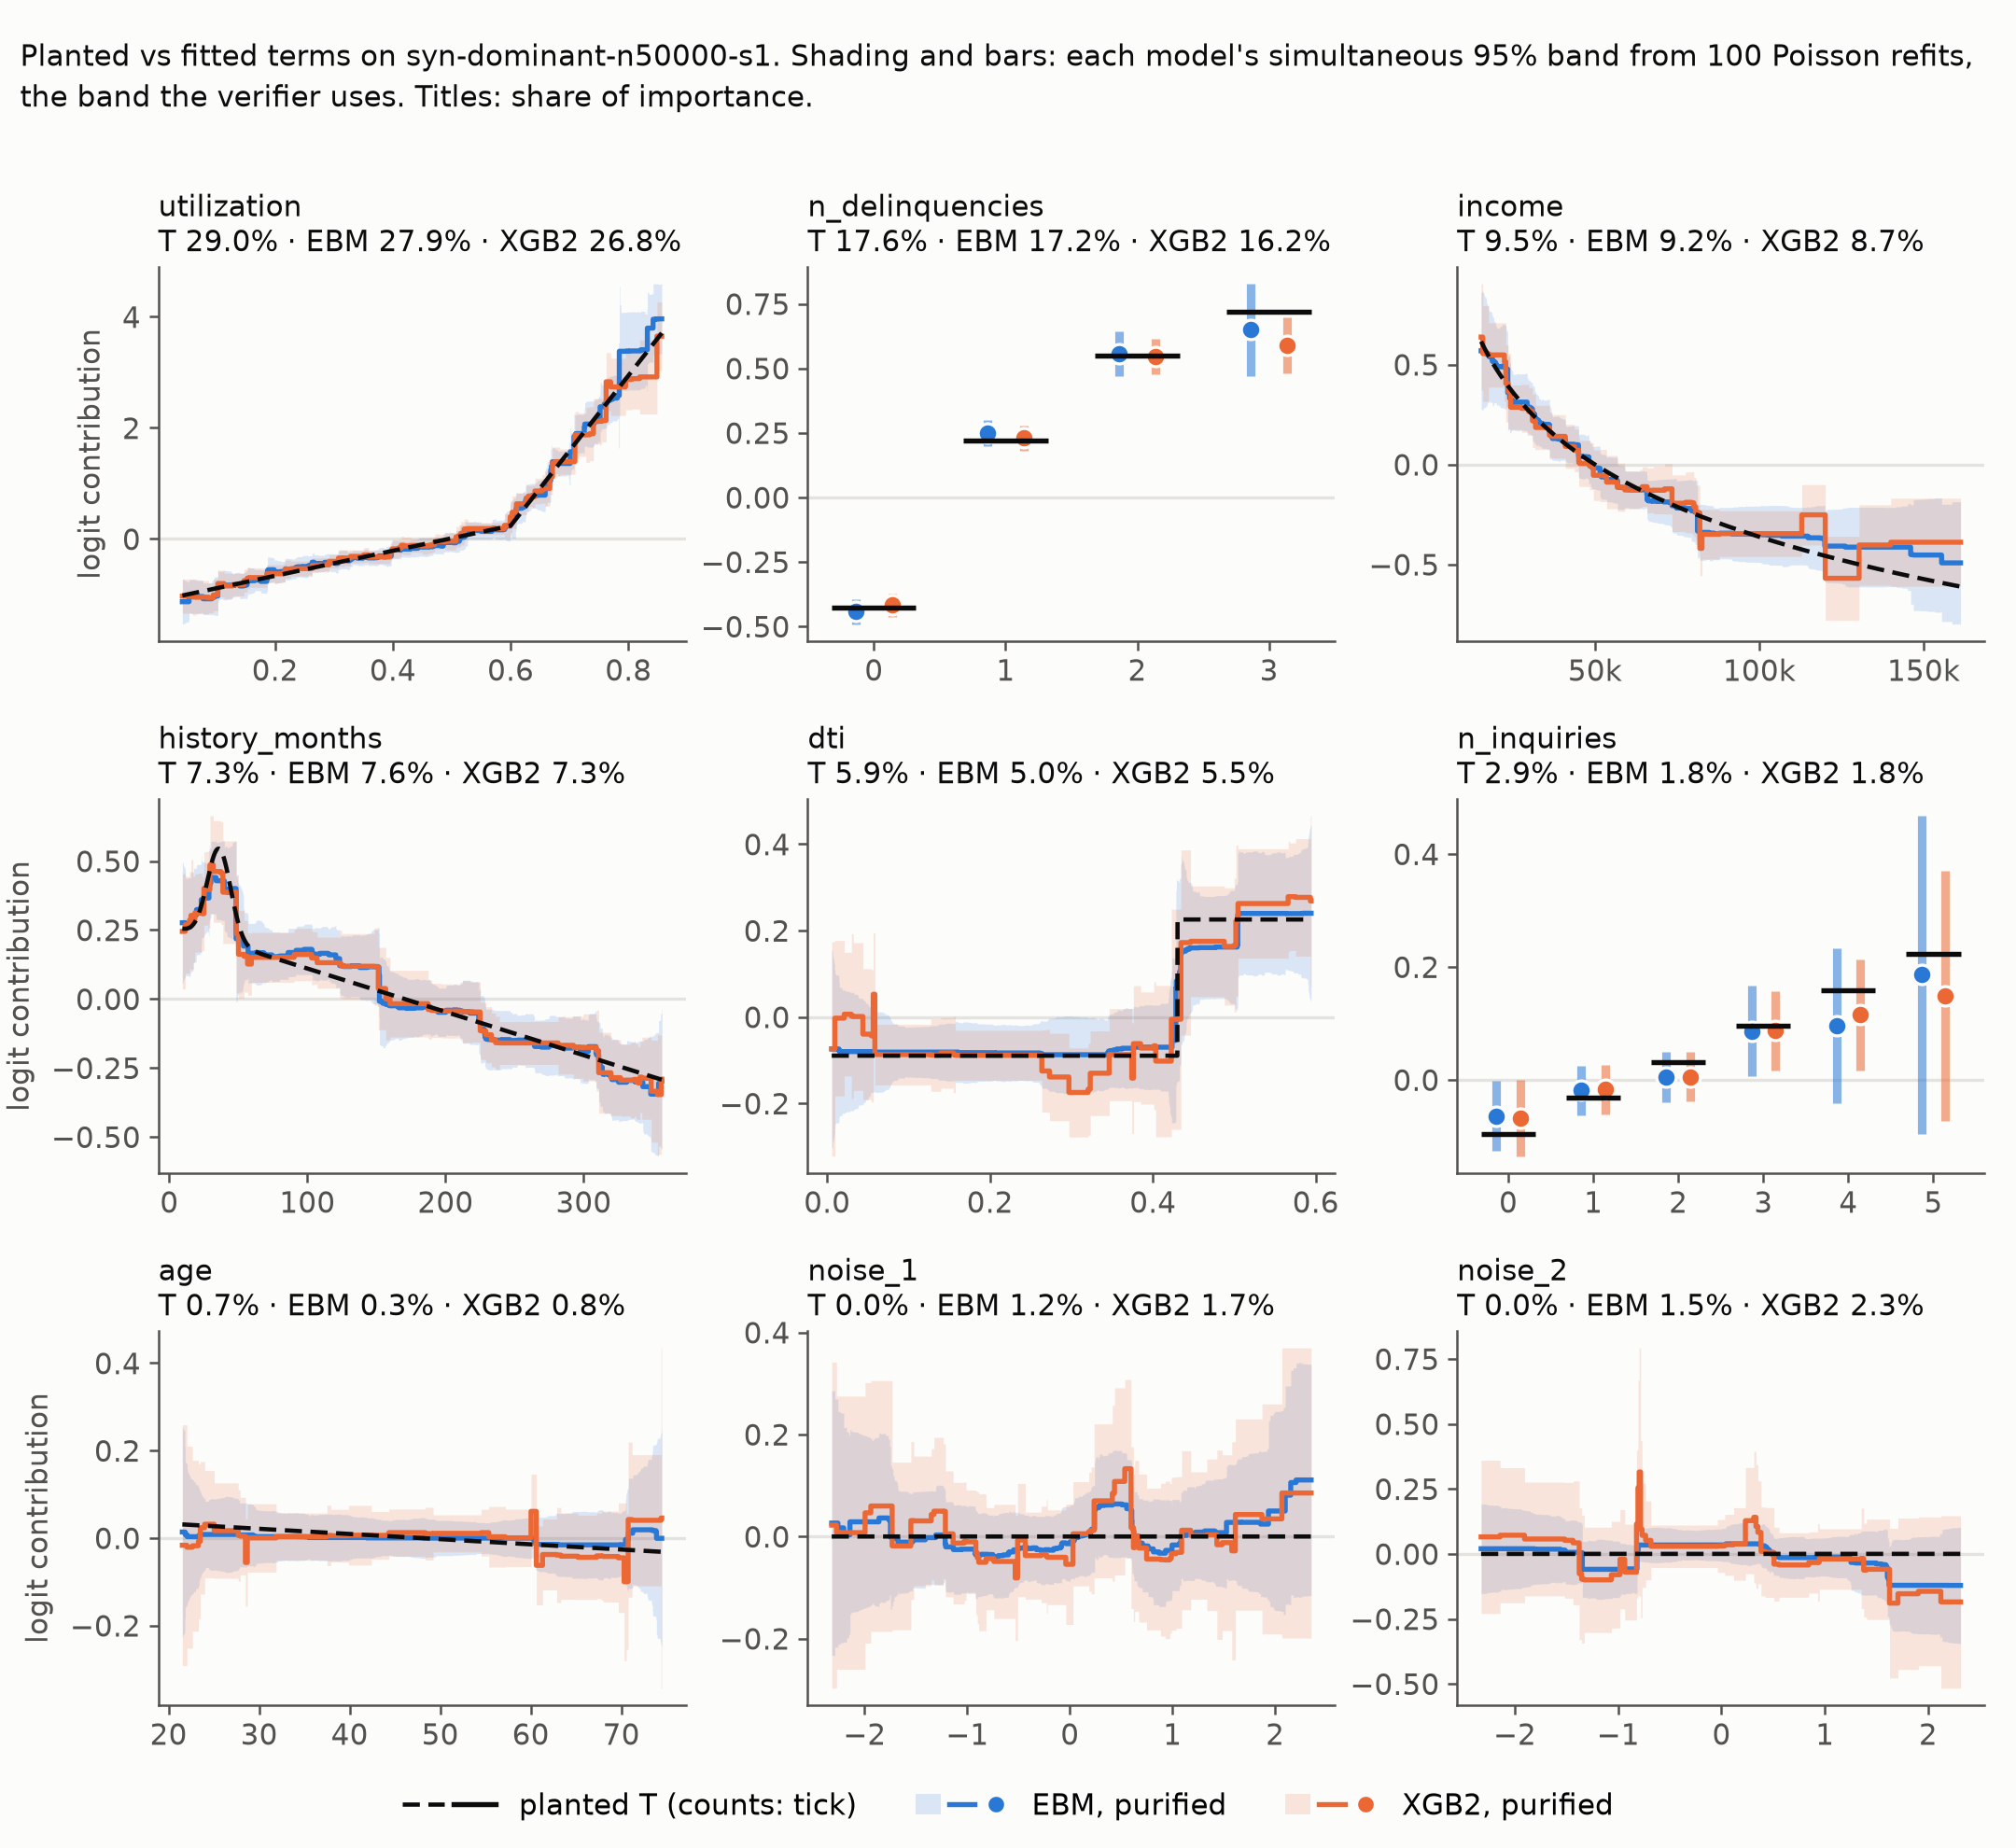 Planted vs fitted terms on syn-dominant-n50000-s1. Shading and bars: each model's simultaneous 95% band from 100 Poisson refits,
the band the verifier uses. Titles: share of importance.
utilization
T 29.0% · EBM 27.9% · XGB2 26.8%
n_delinquencies
T 17.6% · EBM 17.2% · XGB2 16.2%
income
T 9.5% · EBM 9.2% · XGB2 8.7%
logit contribution
4
2
0
0.2 0.4 0.6 0.8
0.75
0.50
0.25
0.00
−0.25
−0.50
0 1 2 3
0.5
0.0
−0.5
50k 100k 150k
history_months
T 7.3% · EBM 7.6% · XGB2 7.3%
dti
T 5.9% · EBM 5.0% · XGB2 5.5%
n_inquiries
T 2.9% · EBM 1.8% · XGB2 1.8%
logit contribution
0.50
0.25
0.00
−0.25
−0.50
0 100 200 300
0.4
0.2
0.0
−0.2
0.0 0.2 0.4 0.6
0.4
0.2
0.0
0 1 2 3 4 5
age
T 0.7% · EBM 0.3% · XGB2 0.8%
noise_1
T 0.0% · EBM 1.2% · XGB2 1.7%
noise_2
T 0.0% · EBM 1.5% · XGB2 2.3%
logit contribution
0.4
0.2
0.0
−0.2
20 30 40 50 60 70
0.4
0.2
0.0
−0.2
−2 −1 0 1 2
0.75
0.50
0.25
0.00
−0.25
−0.50
−2 −1 0 1 2
planted T (counts: tick) EBM, purified XGB2, purified